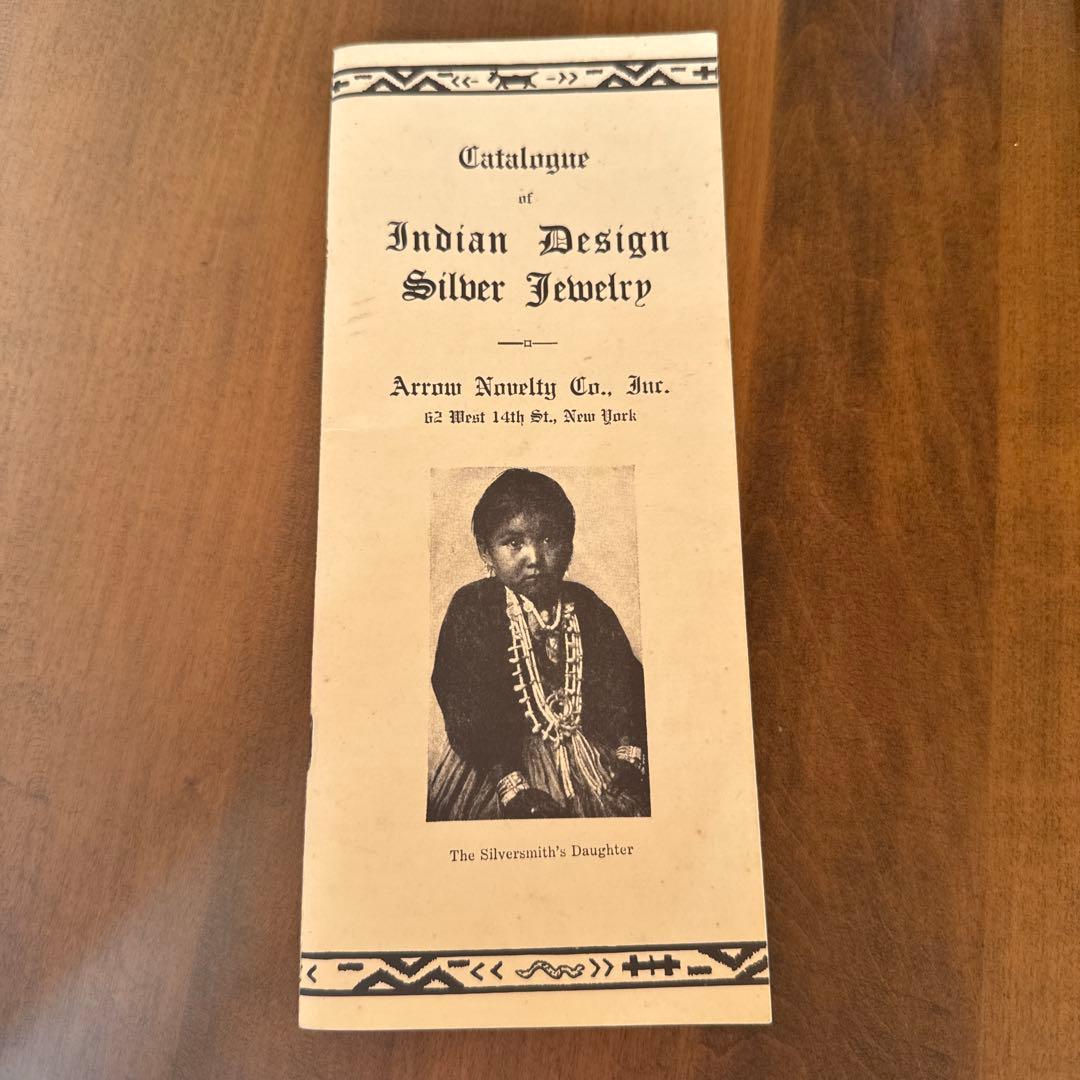 Catalogue
of
Indian Design
Silver Jewelry
Arrow Novelty Co., Inc.
62 West 14th St., New York
The Silversmith's Daughter